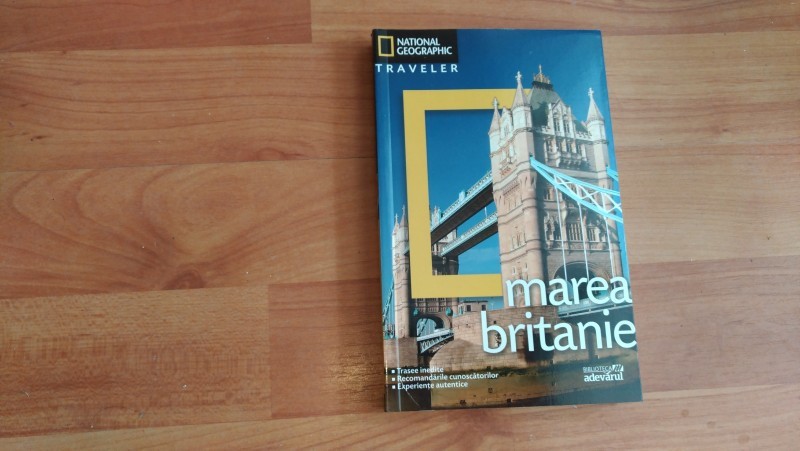 NATIONAL
GEOGRAPHIC
TRAVELER
marea
britanie
Trasee inedite
Recomandările cunoscătorilor
Experiențe autentice
BIBLIOTECA
adevărul